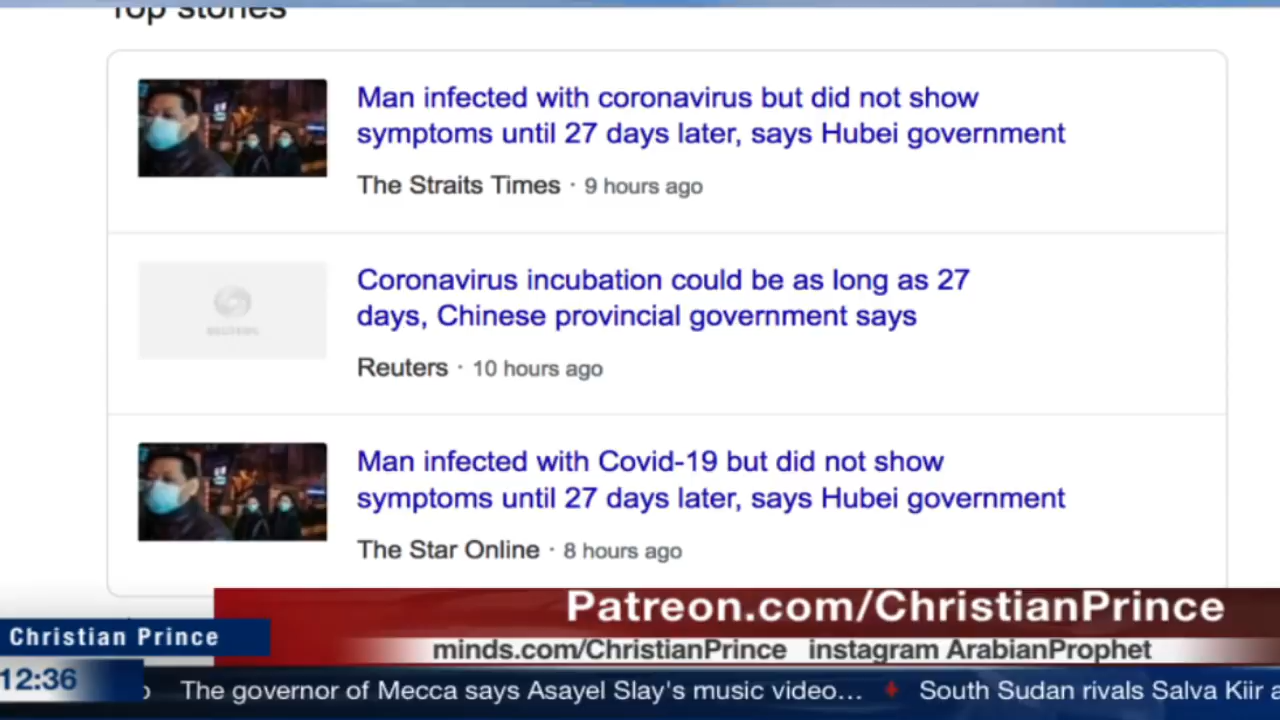 Top stories
Man infected with coronavirus but did not show
symptoms until 27 days later, says Hubei government
The Straits Times · 9 hours ago
Coronavirus incubation could be as long as 27
days, Chinese provincial government says
REUTERS
Reuters · 10 hours ago
Man infected with Covid-19 but did not show
symptoms until 27 days later, says Hubei government
The Star Online · 8 hours ago
Patreon.com/ChristianPrince
Christian Prince
minds.com/ChristianPrince instagram ArabianProphet
12:36
The governor of Mecca says Asayel Slay's music video... ♦ South Sudan rivals Salva Kiir